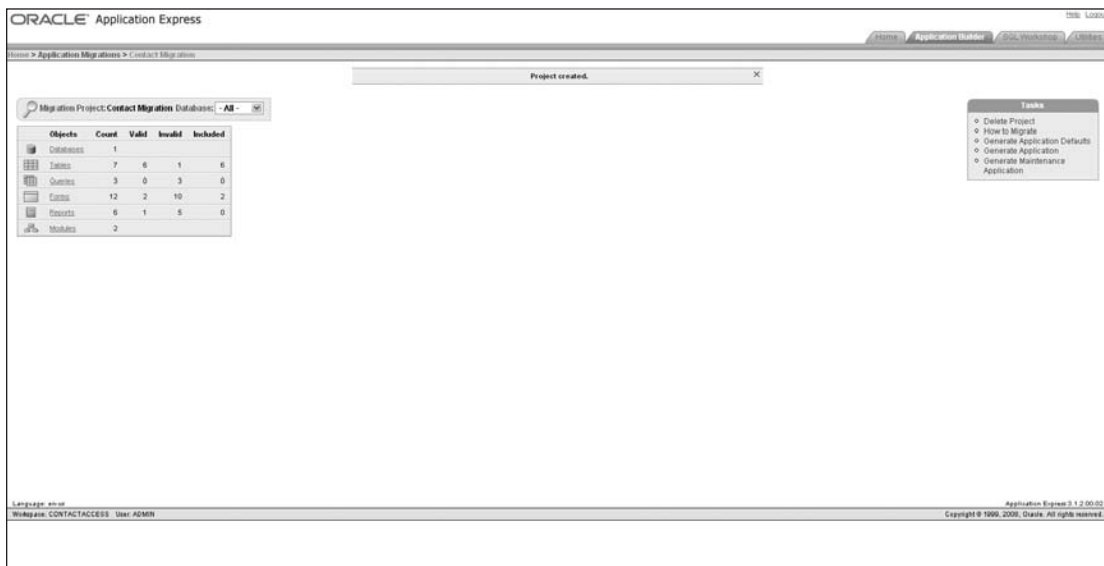 ORACLE Application Express
Help Logout
Home Application Builder SQL Workshop Utilities
Home > Application Migrations > Contact Migration
Project created.
Migration Project: Contact Migration Database: - All -
Objects Count Valid Invalid Included
Databases 1
Tables 7 6 1 6
Queries 3 0 3 0
Forms 12 2 10 2
Reports 6 1 5 0
Modules 2
Tasks
Delete Project
How to Migrate
Generate Application Defaults
Generate Application
Generate Maintenance
Application
Language: en-us
Application Express 3.1.2.00.02
Workspace: CONTACTACCESS User: ADMIN
Copyright © 1999, 2008, Oracle. All rights reserved.